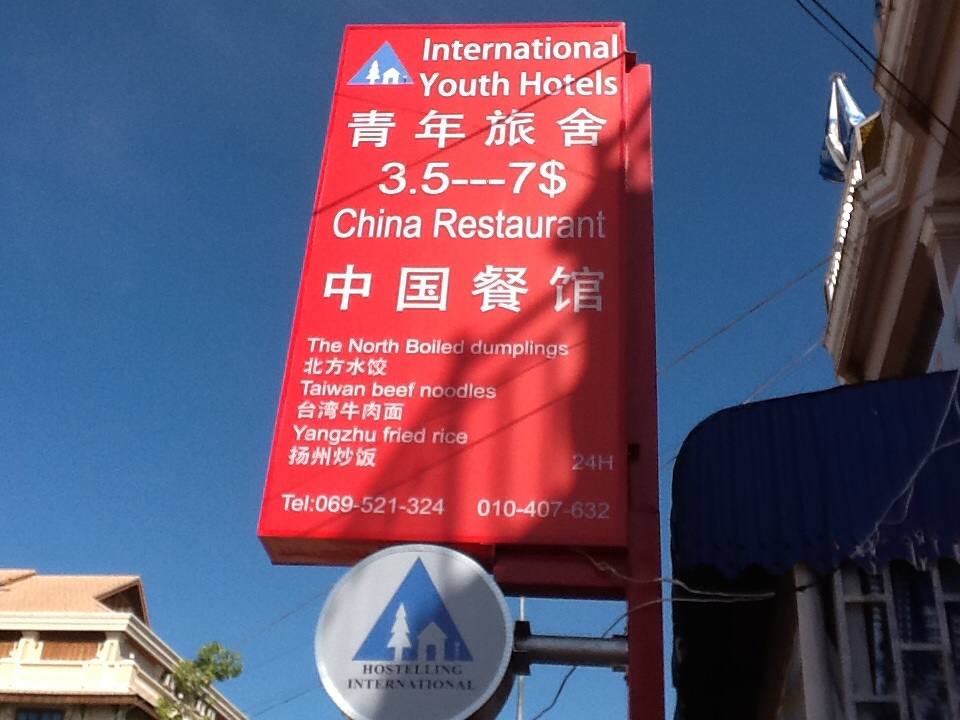 International
Youth Hotels
青年旅舍
3.5---7$
China Restaurant
中国餐馆
The North Boiled dumplings
北方水饺
Taiwan beef noodles
台湾牛肉面
Yangzhu fried rice
扬州炒饭
24H
Tel:069-521-324 010-407-632
HOSTELLING
INTERNATIONAL